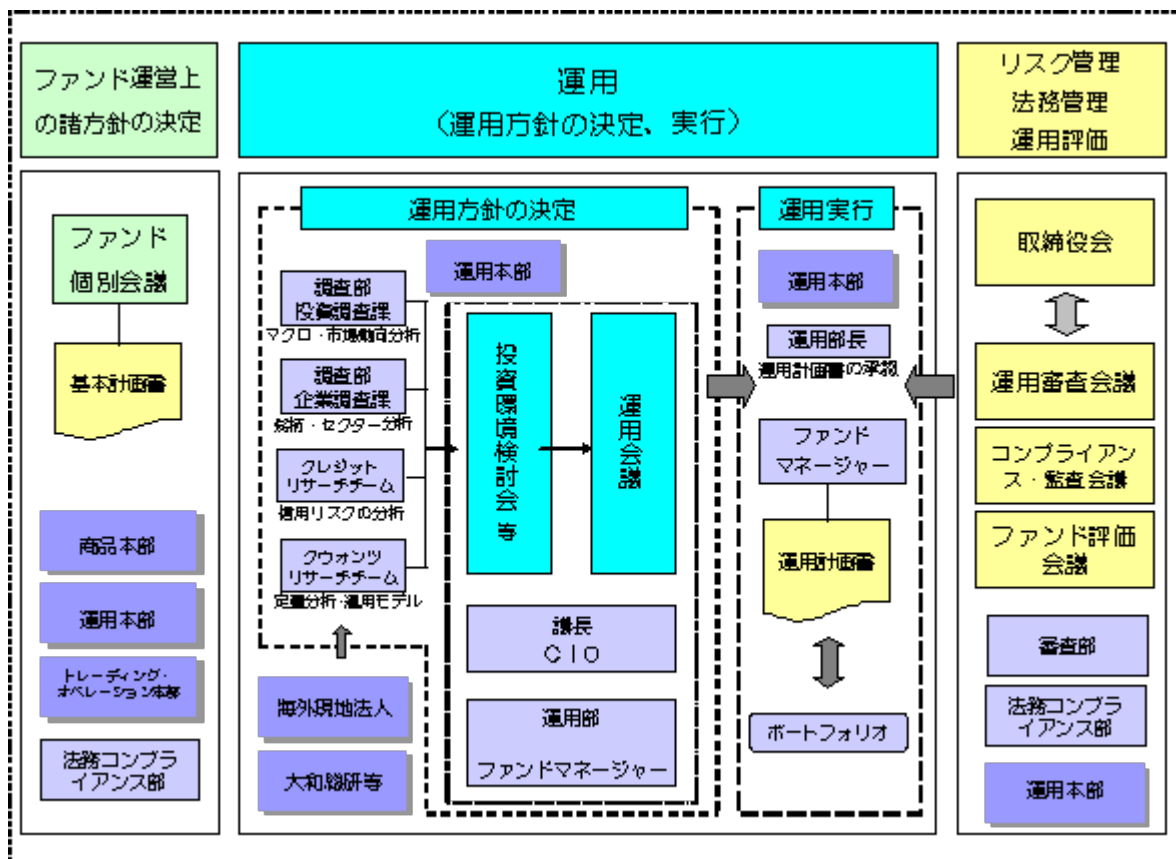 ファンド運営上
の諸方針の決定
ファンド
個別会議
基本計画書
商品本部
運用本部
トレーディング・
オペレーション本部
法務コンプラ
イアンス部
運用
(運用方針の決定、実行)
運用方針の決定
運用本部
調査部
投資調査課
マクロ・市場動向分析
調査部
企業調査課
銘柄・セクター分析
クレジット
リサーチチーム
信用リスクの分析
クウォンツ
リサーチチーム
定量分析・運用モデル
海外現地法人
大和総研等
投資環境検討会 等
運用会議
議長
CIO
運用部
ファンドマネージャー
運用実行
運用本部
運用部長
運用計画書の承認
ファンド
マネージャー
運用計画書
ポートフォリオ
リスク管理
法務管理
運用評価
取締役会
運用審査会議
コンプライアン
ス・監査会議
ファンド評価
会議
審査部
法務コンプラ
イアンス部
運用本部